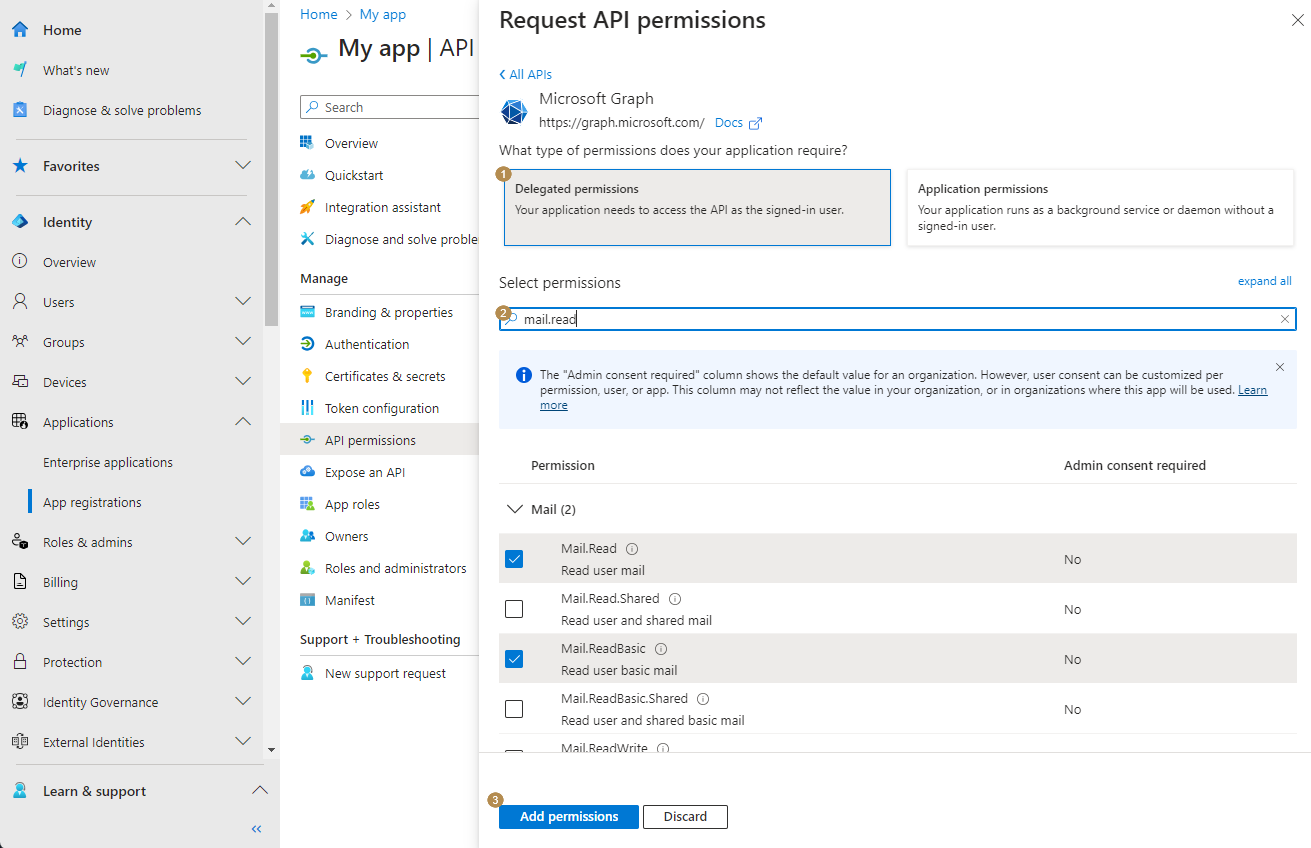 Home
What's new
Diagnose & solve problems
Favorites
Identity
Overview
Users
Groups
Devices
Applications
Enterprise applications
App registrations
Roles & admins
Billing
Settings
Protection
Identity Governance
External Identities
Learn & support
Home > My app
My app | API
Search
Overview
Quickstart
Integration assistant
Diagnose and solve proble
Manage
Branding & properties
Authentication
Certificates & secrets
Token configuration
API permissions
Expose an API
App roles
Owners
Roles and administrators
Manifest
Support + Troubleshooting
New support request
Request API permissions
All APIs
Microsoft Graph
https://graph.microsoft.com/ Docs
What type of permissions does your application require?
1
Delegated permissions
Your application needs to access the API as the signed-in user.
Application permissions
Your application runs as a background service or daemon without a
signed-in user.
Select permissions
expand all
2
mail.read
The "Admin consent required" column shows the default value for an organization. However, user consent can be customized per
permission, user, or app. This column may not reflect the value in your organization, or in organizations where this app will be used. Learn
more
Permission Admin consent required
Mail (2)
Mail.Read
Read user mail
No
Mail.Read.Shared
Read user and shared mail
No
Mail.ReadBasic
Read user basic mail
No
Mail.ReadBasic.Shared
Read user and shared basic mail
No
Mail.ReadWrite
3
Add permissions Discard